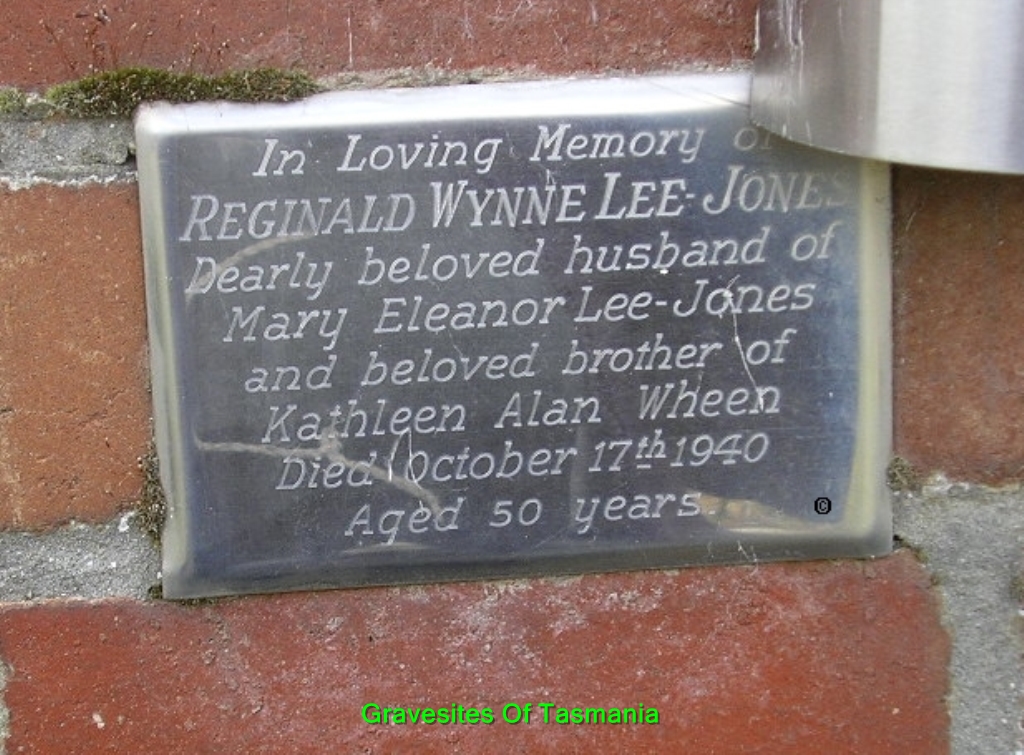 In Loving Memory of
REGINALD WYNNE LEE-JONES
Dearly beloved husband of
Mary Eleanor Lee-Jones
and beloved brother of
Kathleen Alan Wheen
Died October 17th 1940
Aged 50 years.
©
Gravesites Of Tasmania